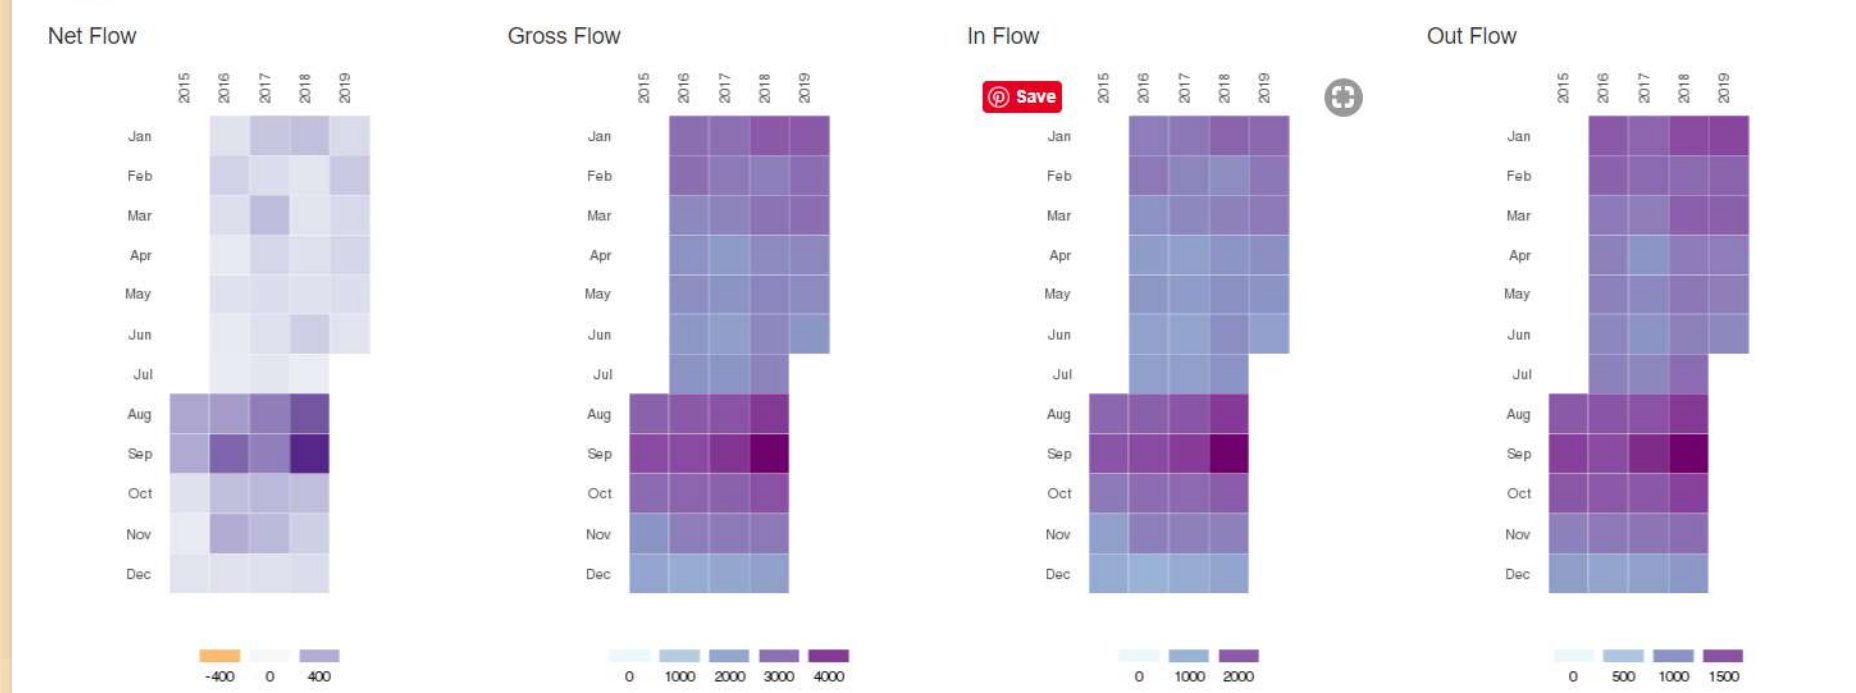 Net Flow
2015 2016 2017 2018 2019
Jan
Feb
Mar
Apr
May
Jun
Jul
Aug
Sep
Oct
Nov
Dec
-400 0 400
Gross Flow
2015 2016 2017 2018 2019
Jan
Feb
Mar
Apr
May
Jun
Jul
Aug
Sep
Oct
Nov
Dec
0 1000 2000 3000 4000
In Flow
Save
2015 2016 2017 2018 2019
Jan
Feb
Mar
Apr
May
Jun
Jul
Aug
Sep
Oct
Nov
Dec
0 1000 2000
Out Flow
2015 2016 2017 2018 2019
Jan
Feb
Mar
Apr
May
Jun
Jul
Aug
Sep
Oct
Nov
Dec
0 500 1000 1500